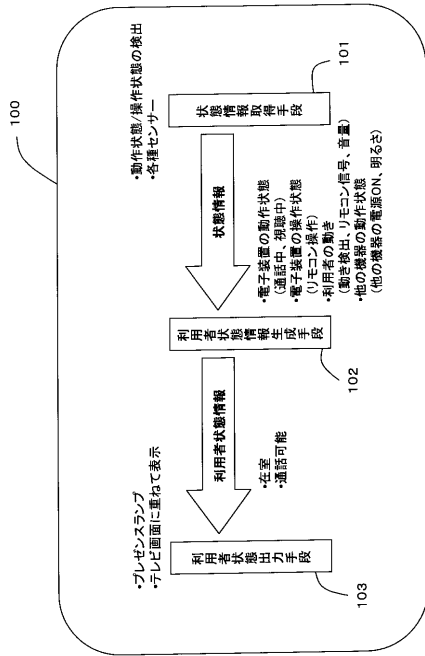 100
・動作状態/操作状態の検出
・各種センサー
状態情報取得手段
101
状態情報
・電子装置の動作状態
(通話中、視聴中)
・電子装置の操作状態
(リモコン操作)
・利用者の動き
(動き検出、リモコン信号、音量)
・他の機器の動作状態
(他の機器の電源ON、明るさ)
利用者状態情報生成手段
102
利用者状態情報
・在室
・通話可能
・プレゼンスランプ
・テレビ画面に重ねて表示
利用者状態出力手段
103